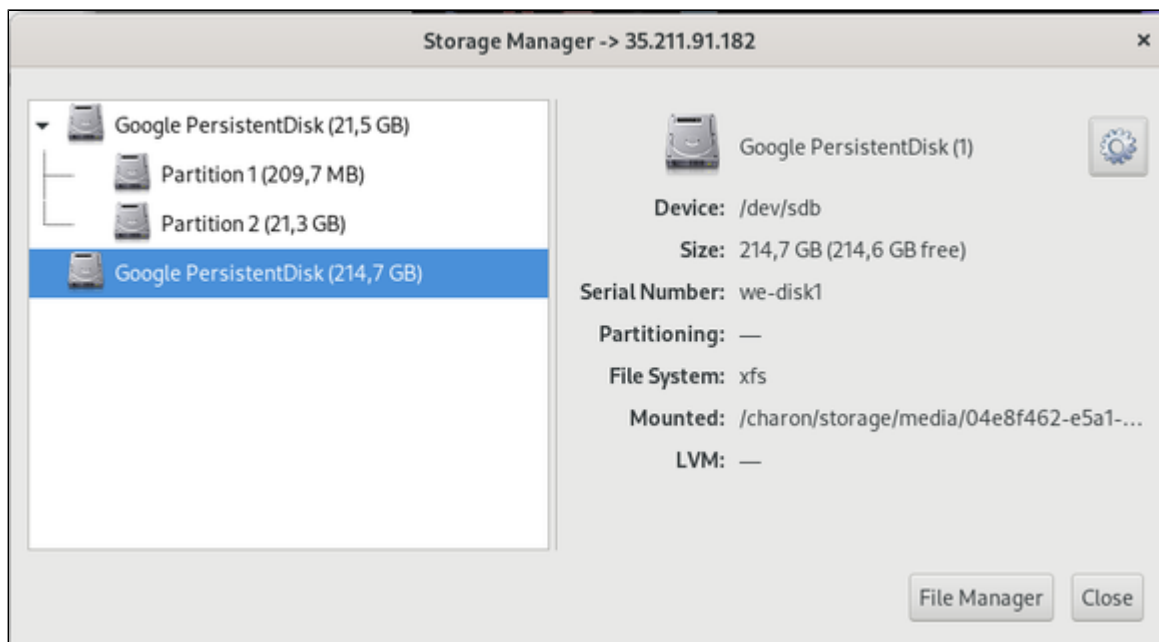 Storage Manager -> 35.211.91.182
×
Google PersistentDisk (21,5 GB)
Partition 1 (209,7 MB)
Partition 2 (21,3 GB)
Google PersistentDisk (214,7 GB)
Google PersistentDisk (1)
Device: /dev/sdb
Size: 214,7 GB (214,6 GB free)
Serial Number: we-disk1
Partitioning: —
File System: xfs
Mounted: /charon/storage/media/04e8f462-e5a1-...
LVM: —
File Manager
Close